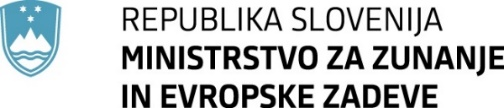 REPUBLIKA SLOVENIJA
MINISTRSTVO ZA ZUNANJE
IN EVROPSKE ZADEVE